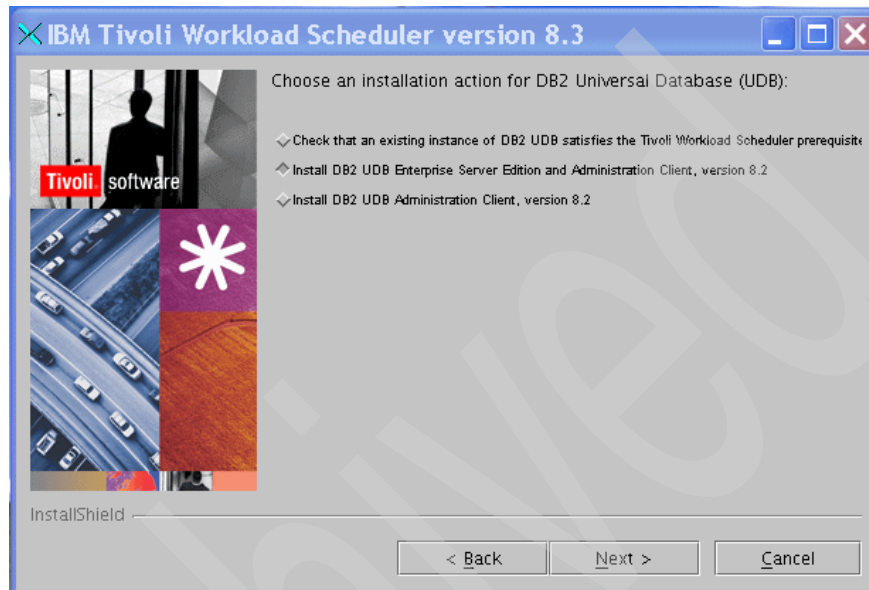 IBM Tivoli Workload Scheduler version 8.3
Choose an installation action for DB2 Universal Database (UDB):
Check that an existing instance of DB2 UDB satisfies the Tivoli Workload Scheduler prerequisite
Install DB2 UDB Enterprise Server Edition and Administration Client, version 8.2
Install DB2 UDB Administration Client, version 8.2
Tivoli. software
InstallShield
< Back
Next >
Cancel